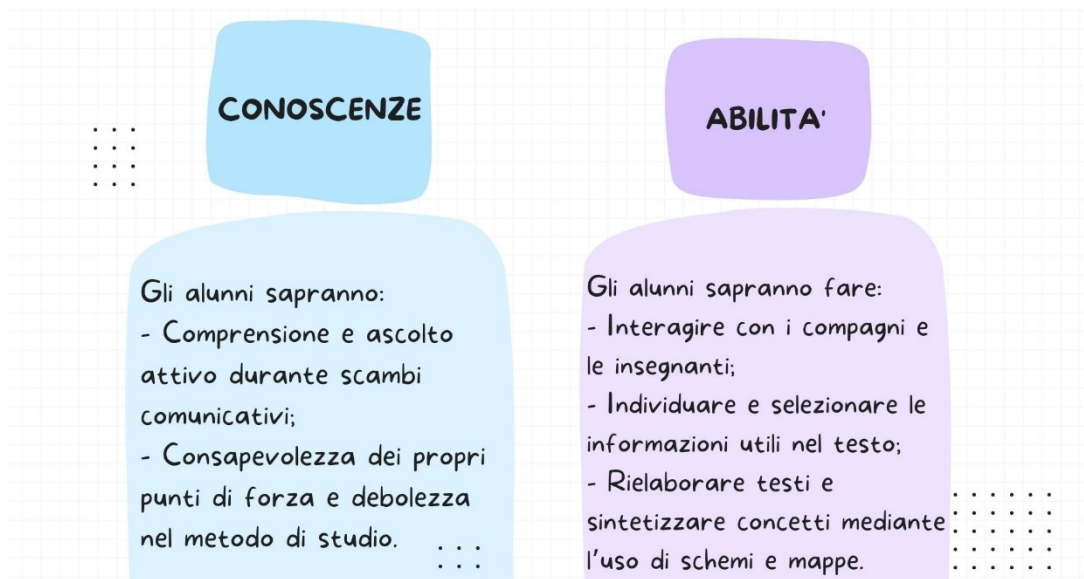 CONOSCENZE
Gli alunni sapranno:
- Comprensione e ascolto
attivo durante scambi
comunicativi;
- Consapevolezza dei propri
punti di forza e debolezza
nel metodo di studio.
ABILITA'
Gli alunni sapranno fare:
- Interagire con i compagni e
le insegnanti;
- Individuare e selezionare le
informazioni utili nel testo;
- Rielaborare testi e
sintetizzare concetti mediante
l'uso di schemi e mappe.